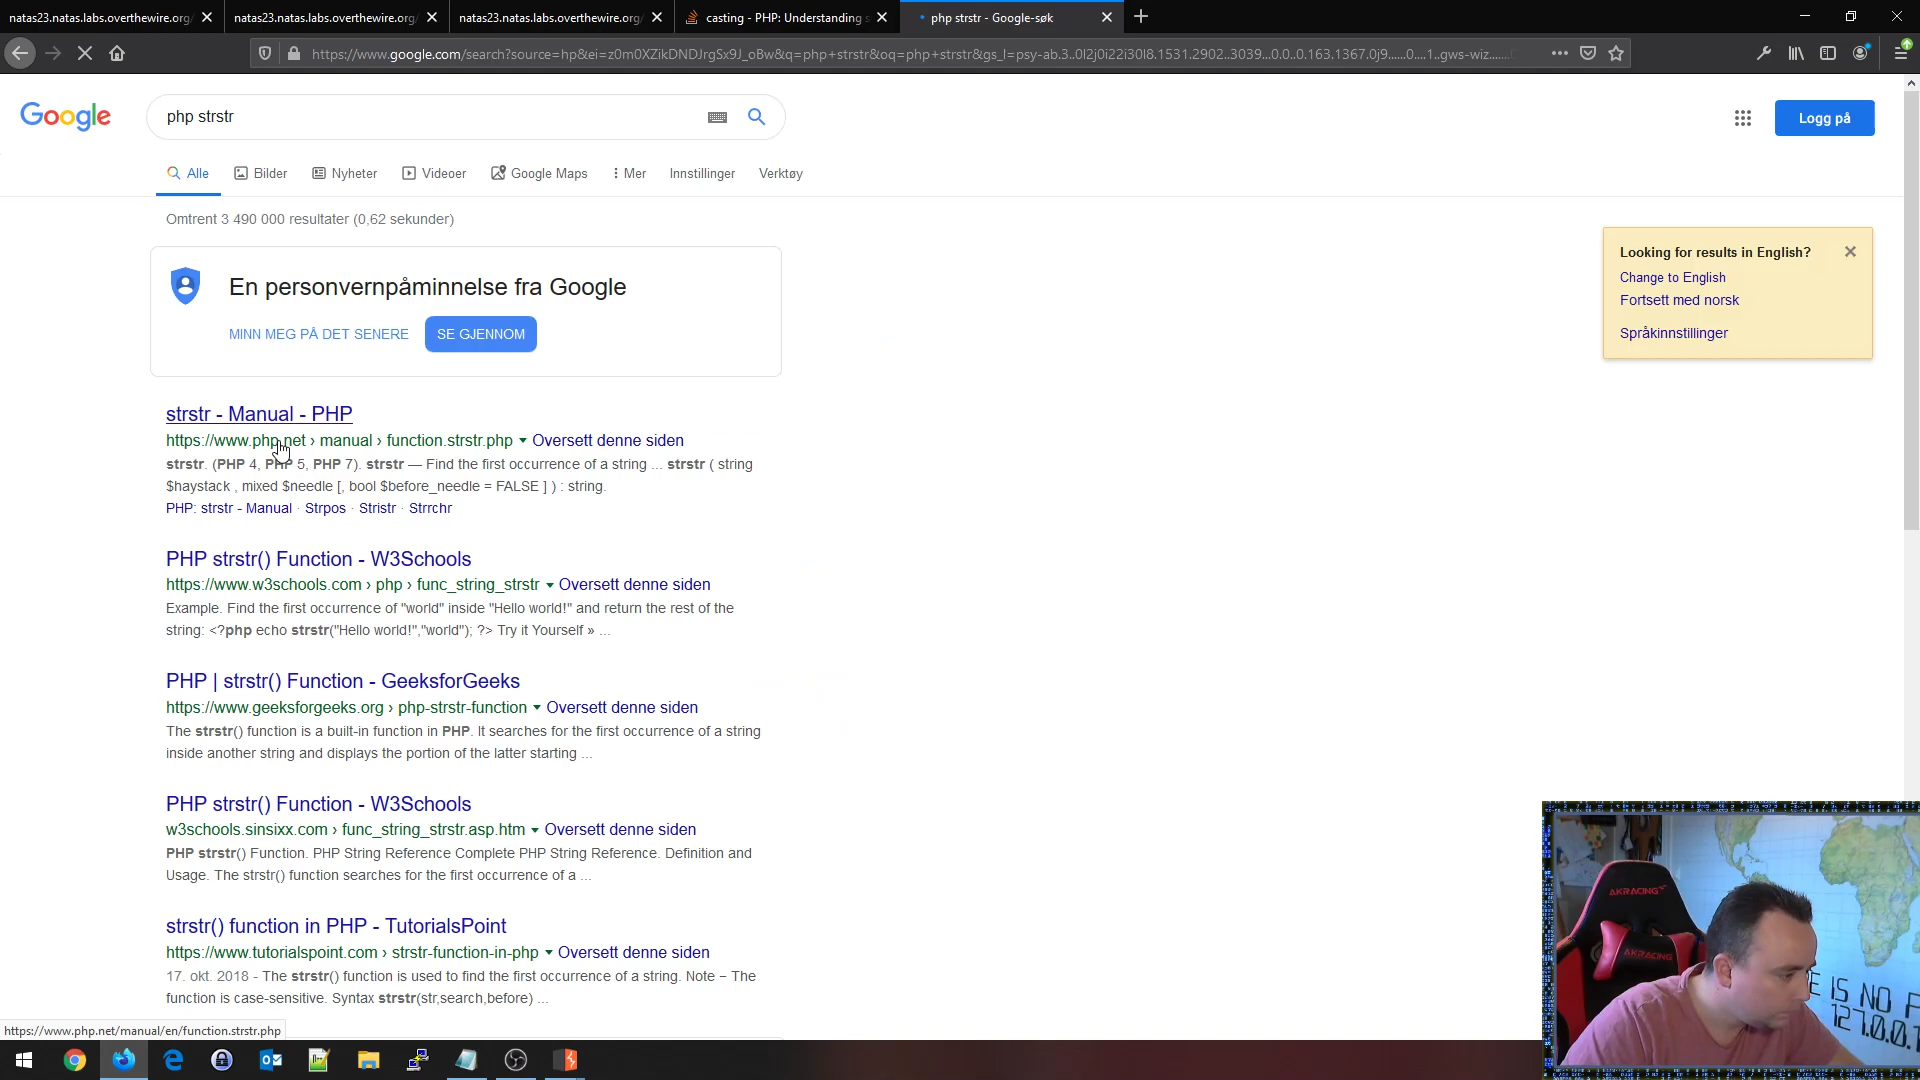 natas23.natas.labs.overthewire.org/
natas23.natas.labs.overthewire.org/
natas23.natas.labs.overthewire.org/
casting - PHP: Understanding s
php strstr - Google-søk
https://www.google.com/search?source=hp&ei=z0m0XZikDNDJrgSx9J_oBw&q=php+strstr&oq=php+strstr&gs_l=psy-ab.3..0l2j0i22i30l8.1531.2902..3039...0.0..0.163.1367.0j9......0....1..gws-wiz......
Google
php strstr
Logg på
Alle
Bilder
Nyheter
Videoer
Google Maps
Mer
Innstillinger
Verktøy
Omtrent 3 490 000 resultater (0,62 sekunder)
Looking for results in English?
Change to English
Fortsett med norsk
Språkinnstillinger
En personvernpåminnelse fra Google
MINN MEG PÅ DET SENERE
SE GJENNOM
strstr - Manual - PHP
https://www.php.net › manual › function.strstr.php
Oversett denne siden
strstr. (PHP 4, PHP 5, PHP 7). strstr — Find the first occurrence of a string ... strstr ( string
$haystack , mixed $needle [, bool $before_needle = FALSE ] ) : string.
PHP: strstr - Manual · Strpos · Stristr · Strrchr
PHP strstr() Function - W3Schools
https://www.w3schools.com › php › func_string_strstr
Oversett denne siden
Example. Find the first occurrence of "world" inside "Hello world!" and return the rest of the
string: <?php echo strstr("Hello world!","world"); ?> Try it Yourself » ...
PHP | strstr() Function - GeeksforGeeks
https://www.geeksforgeeks.org › php-strstr-function
Oversett denne siden
The strstr() function is a built-in function in PHP. It searches for the first occurrence of a string
inside another string and displays the portion of the latter starting ...
PHP strstr() Function - W3Schools
w3schools.sinsixx.com › func_string_strstr.asp.htm
Oversett denne siden
PHP strstr() Function. PHP String Reference Complete PHP String Reference. Definition and
Usage. The strstr() function searches for the first occurrence of a ...
strstr() function in PHP - TutorialsPoint
https://www.tutorialspoint.com › strstr-function-in-php
Oversett denne siden
17. okt. 2018 - The strstr() function is used to find the first occurrence of a string. Note − The
function is case-sensitive. Syntax strstr(str,search,before) ...
https://www.php.net/manual/en/function.strstr.php
AKRACING
AKRACING
E IS NO
127.0.0.